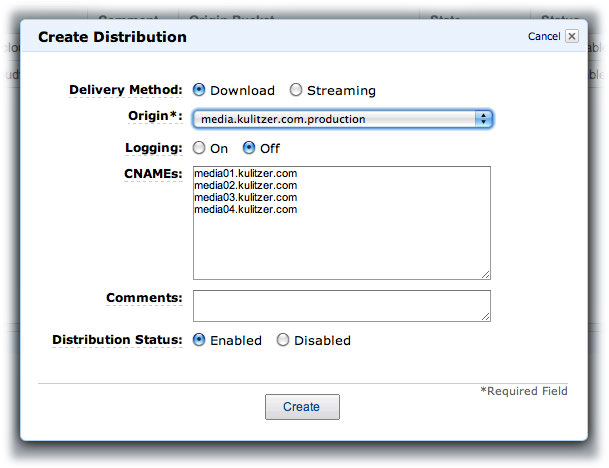 Comment Origin Bucket State Status
Create Distribution
Cancel
Delivery Method: Download Streaming
Origin*: media.kulitzer.com.production
Logging: On Off
CNAMEs:
media01.kulitzer.com
media02.kulitzer.com
media03.kulitzer.com
media04.kulitzer.com
Comments:
Distribution Status: Enabled Disabled
*Required Field
Create